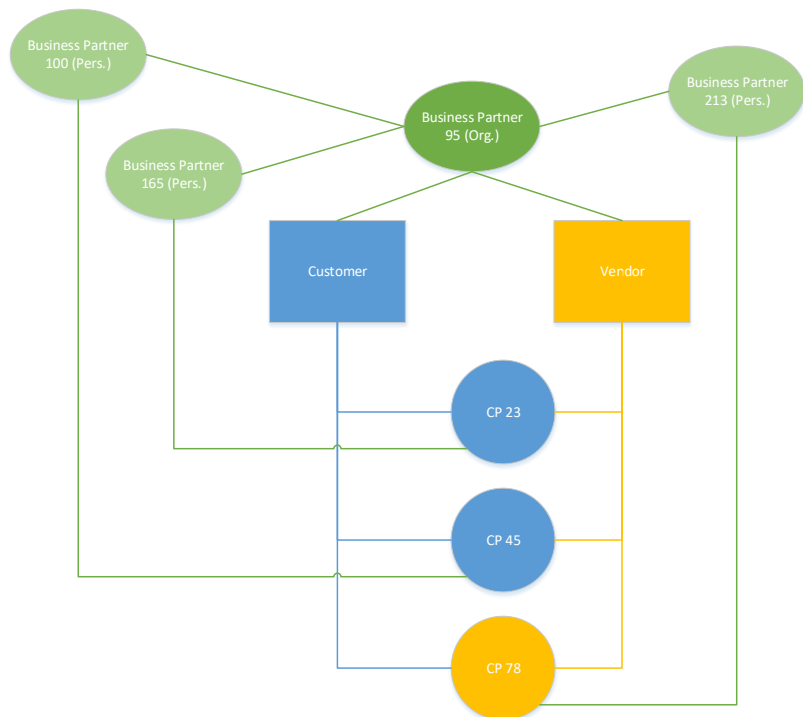 Business Partner
100 (Pers.)
Business Partner
213 (Pers.)
Business Partner
95 (Org.)
Business Partner
165 (Pers.)
Customer
Vendor
CP 23
CP 45
CP 78